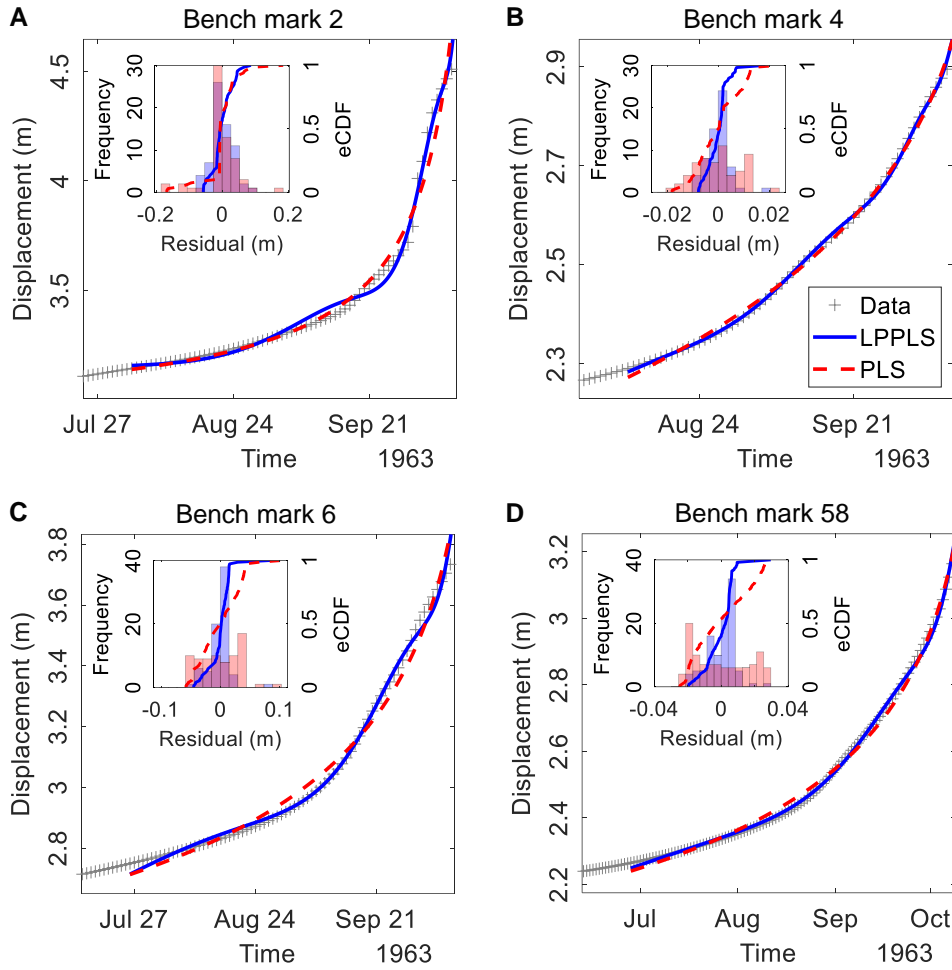 A
Bench mark 2
4.5
4
3.5
Displacement (m)
30
20
10
0
Frequency
1
0.5
0
eCDF
-0.2
0
0.2
Residual (m)
Jul 27
Aug 24
Sep 21
Time
1963
B
Bench mark 4
2.9
2.7
2.5
2.3
Displacement (m)
30
20
10
0
Frequency
1
0.5
0
eCDF
-0.02
0
0.02
Residual (m)
Data
LPPLS
PLS
Aug 24
Sep 21
Time
1963
C
Bench mark 6
3.8
3.6
3.4
3.2
3
2.8
Displacement (m)
40
20
0
Frequency
1
0.5
0
eCDF
-0.1
0
0.1
Residual (m)
Jul 27
Aug 24
Sep 21
Time
1963
D
Bench mark 58
3.2
3
2.8
2.6
2.4
2.2
Displacement (m)
40
20
0
Frequency
1
0.5
0
eCDF
-0.04
0
0.04
Residual (m)
Jul
Aug
Sep
Oct
Time
1963